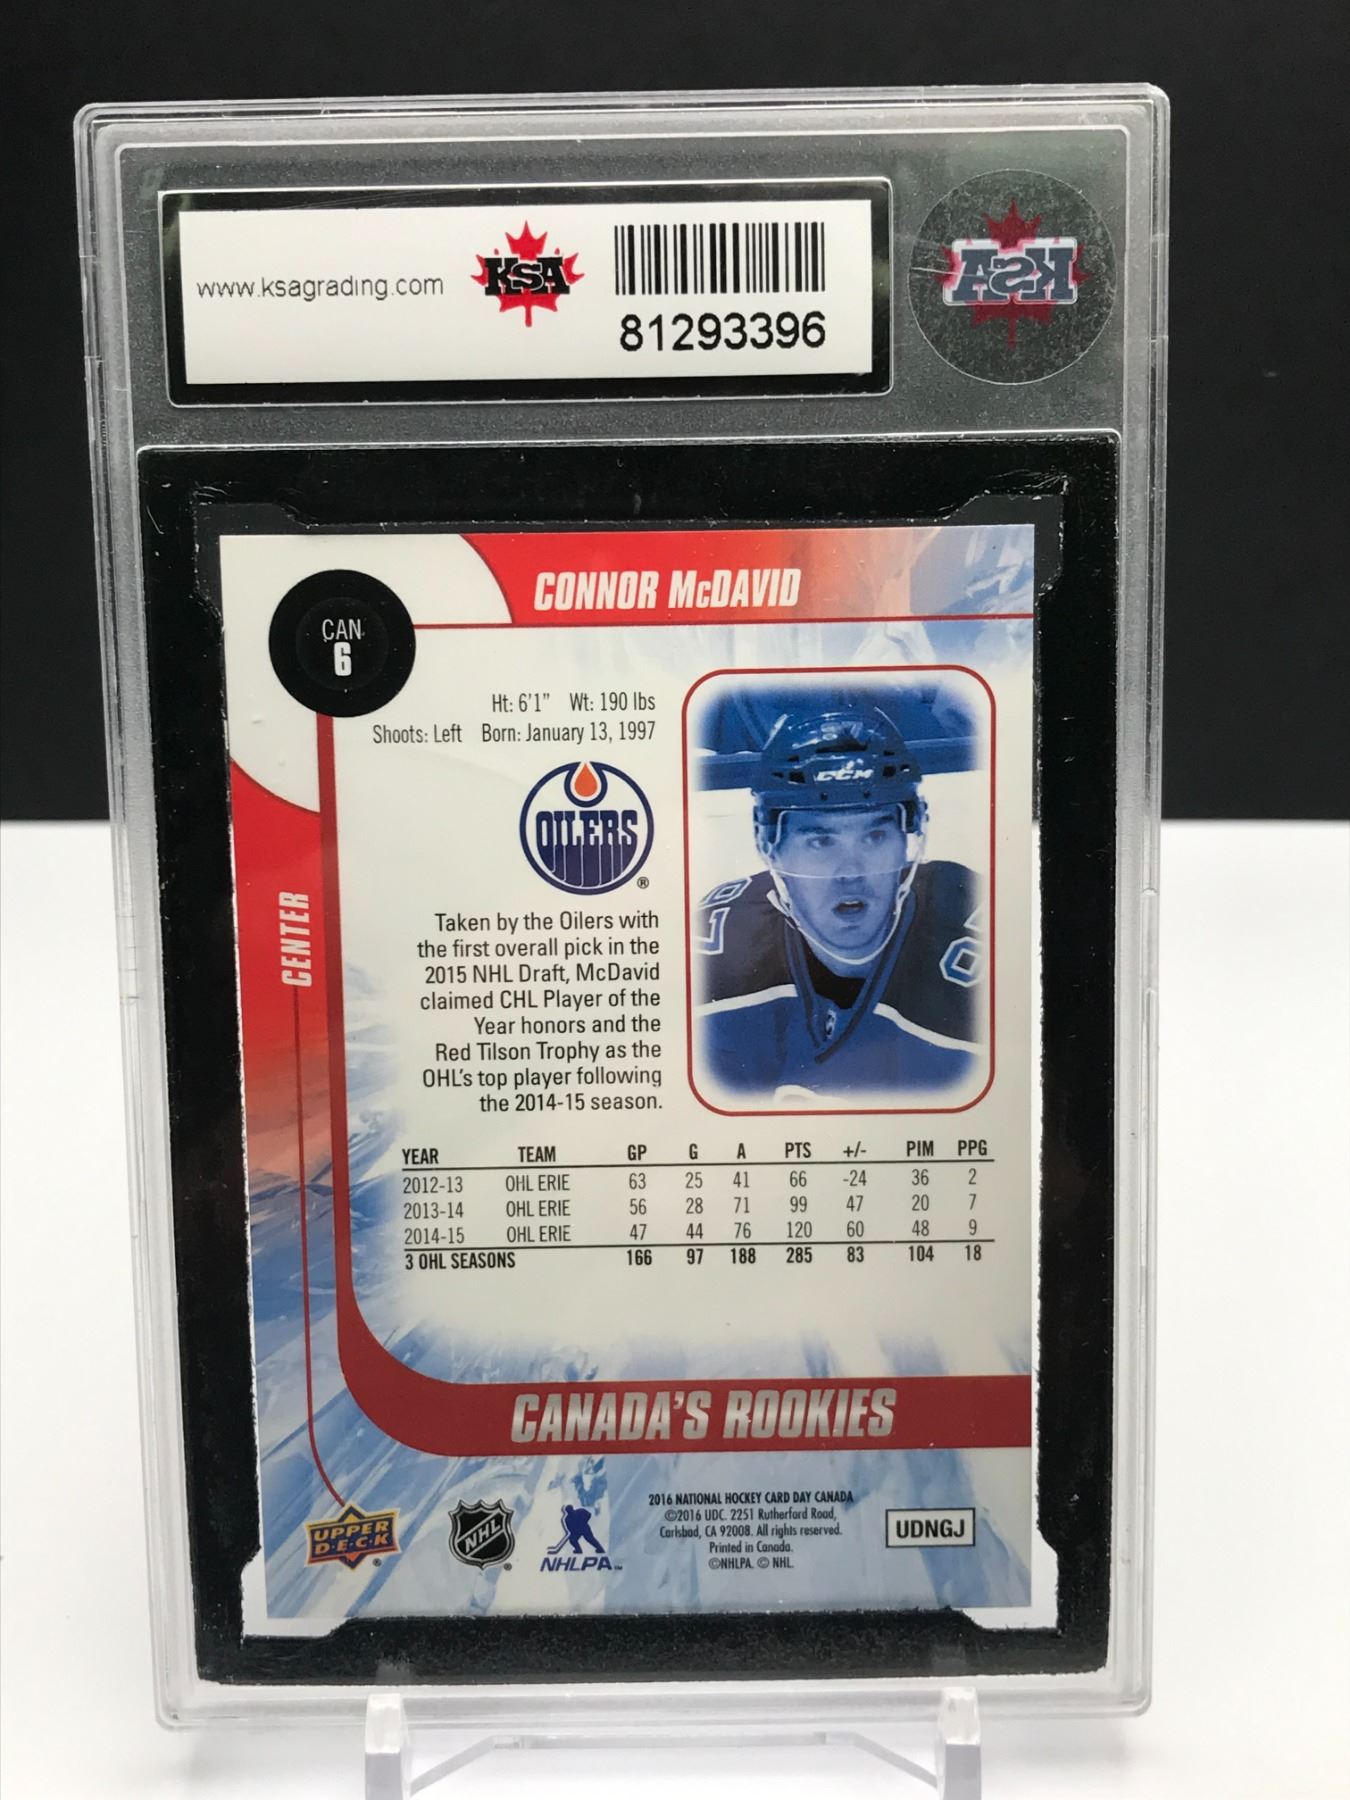 www.ksagrading.com
KSA
81293396
KSA
CONNOR McDAVID
CAN
6
Ht: 6'1" Wt: 190 lbs
Shoots: Left Born: January 13, 1997
OILERS ®
CCM
CENTER
Taken by the Oilers with
the first overall pick in the
2015 NHL Draft, McDavid
claimed CHL Player of the
Year honors and the
Red Tilson Trophy as the
OHL's top player following
the 2014-15 season.
YEAR TEAM GP G A PTS +/- PIM PPG
2012-13 OHL ERIE 63 25 41 66 -24 36 2
2013-14 OHL ERIE 56 28 71 99 47 20 7
2014-15 OHL ERIE 47 44 76 120 60 48 9
3 OHL SEASONS 166 97 188 285 83 104 18
CANADA'S ROOKIES
UPPER
D·E·C·K ®
NHL ®
NHLPA™
2016 NATIONAL HOCKEY CARD DAY CANADA
©2016 UDC. 2251 Rutherford Road,
Carlsbad, CA 92008. All rights reserved.
Printed in Canada.
©NHLPA. © NHL.
UDNGJ